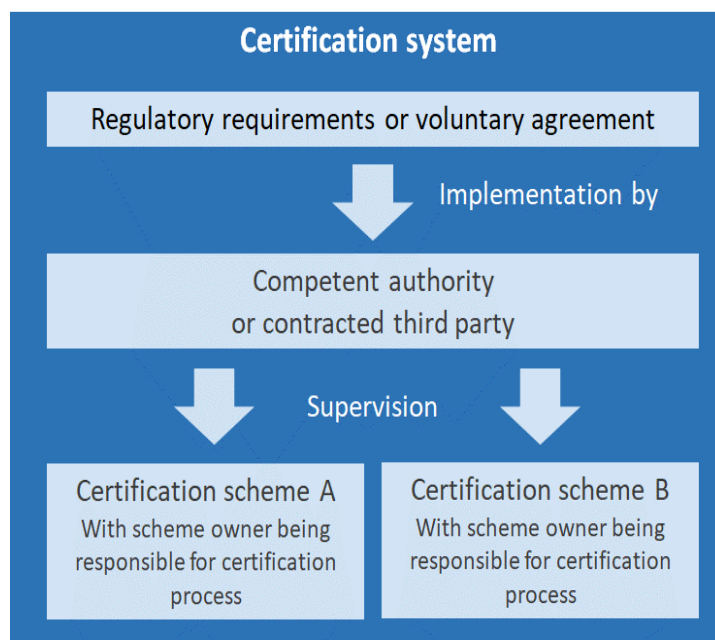 Certification system
Regulatory requirements or voluntary agreement
Implementation by
Competent authority
or contracted third party
Supervision
Certification scheme A
With scheme owner being
responsible for certification
process
Certification scheme B
With scheme owner being
responsible for certification
process